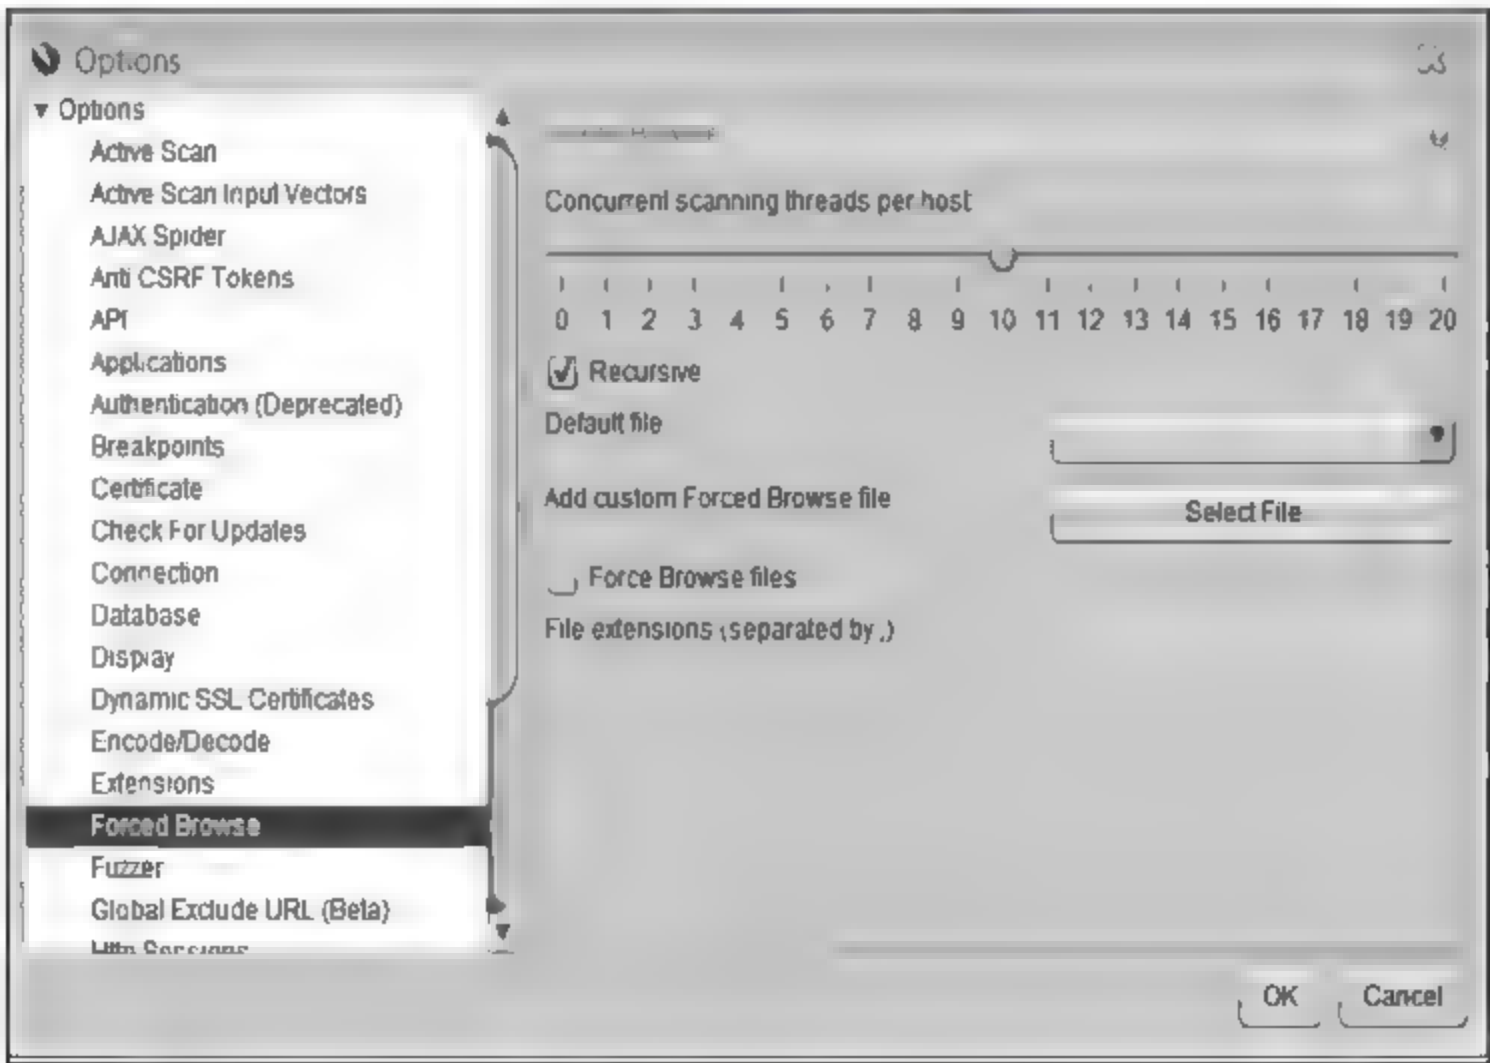 Options
Options
Active Scan
Active Scan Input Vectors
AJAX Spider
Anti CSRF Tokens
API
Applications
Authentication (Deprecated)
Breakpoints
Certificate
Check For Updates
Connection
Database
Display
Dynamic SSL Certificates
Encode/Decode
Extensions
Forced Browse
Fuzzer
Global Exclude URL (Beta)
Http Sessions
Concurrent scanning threads per host
0 1 2 3 4 5 6 7 8 9 10 11 12 13 14 15 16 17 18 19 20
Recursive
Default file
Add custom Forced Browse file
Select File
Force Browse files
File extensions (separated by ,)
OK Cancel